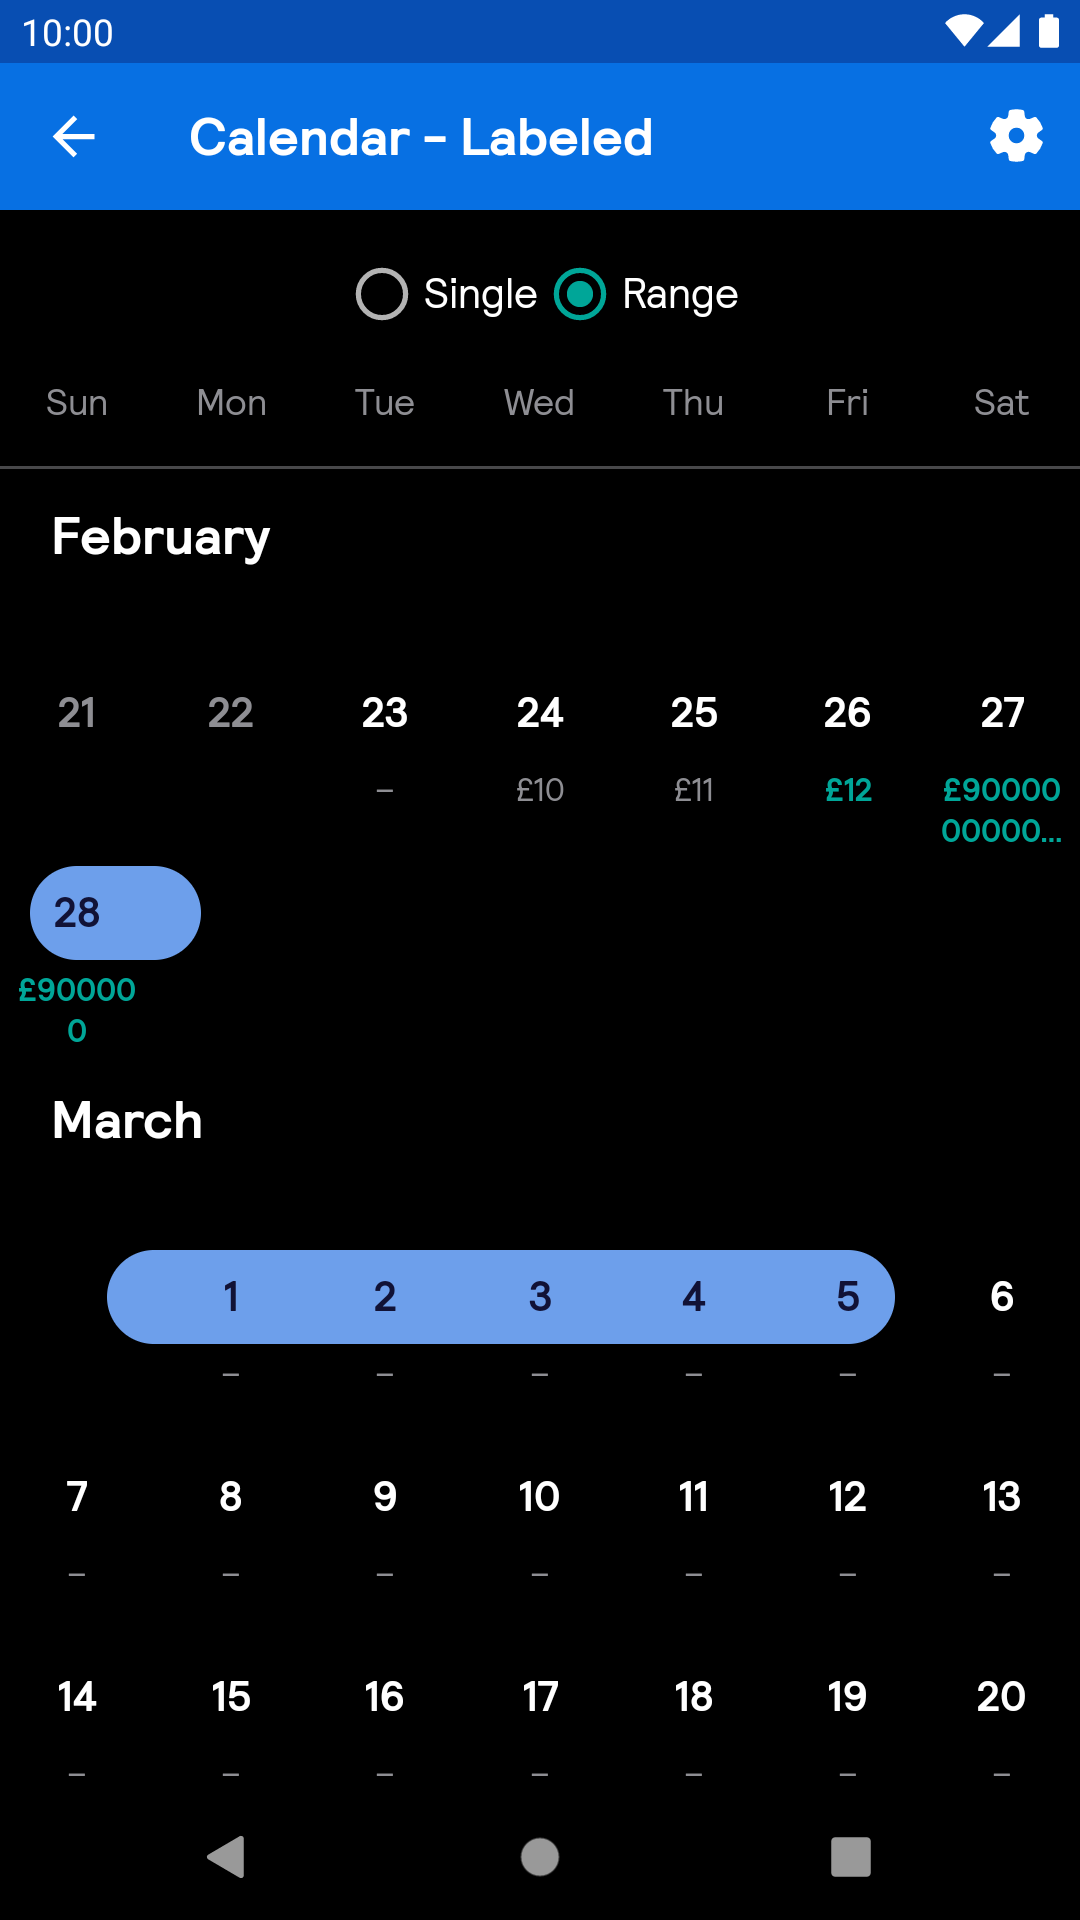 10:00
Calendar - Labeled
Single Range
Sun Mon Tue Wed Thu Fri Sat
February
21 22 23 24 25 26 27
– £10 £11 £12 £90000
00000...
28
£90000
0
March
1 2 3 4 5 6
– – – – – –
7 8 9 10 11 12 13
– – – – – – –
14 15 16 17 18 19 20
– – – – – – –